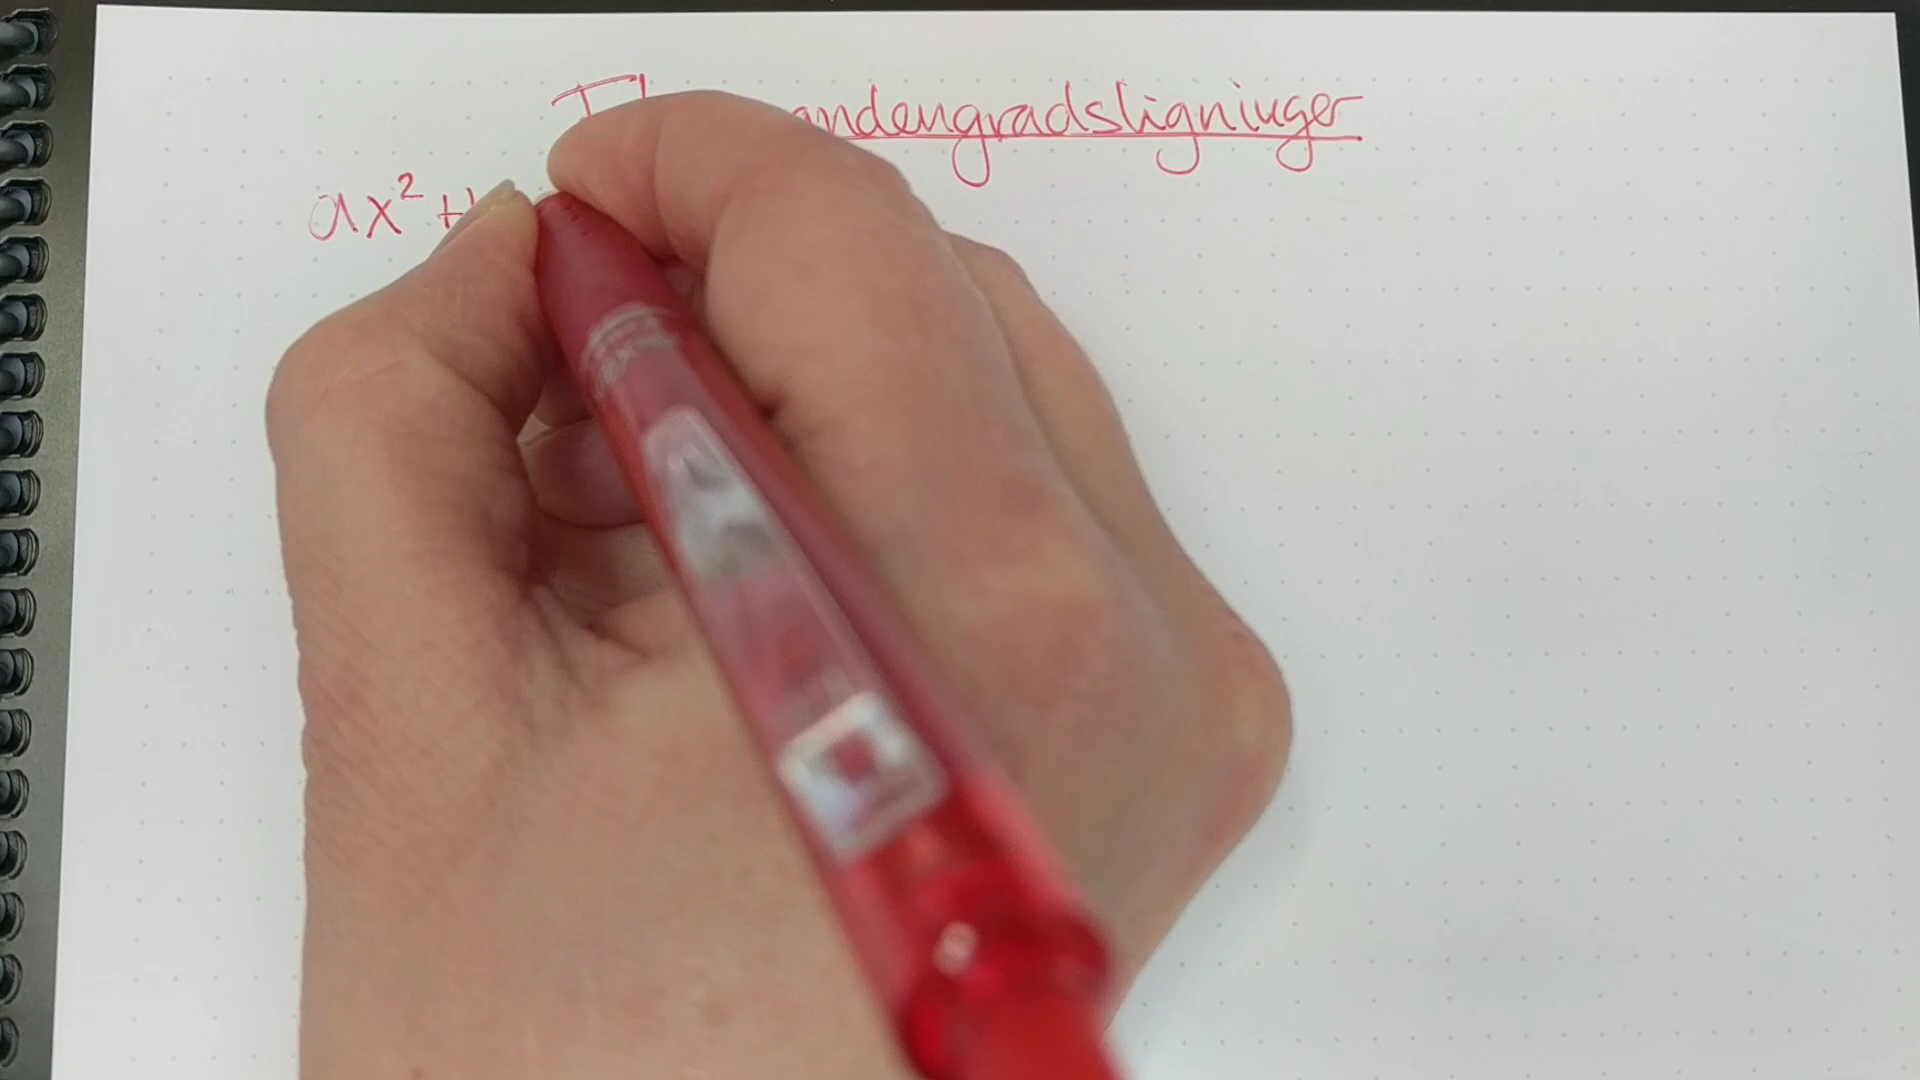 andengradsligninger
ax² +